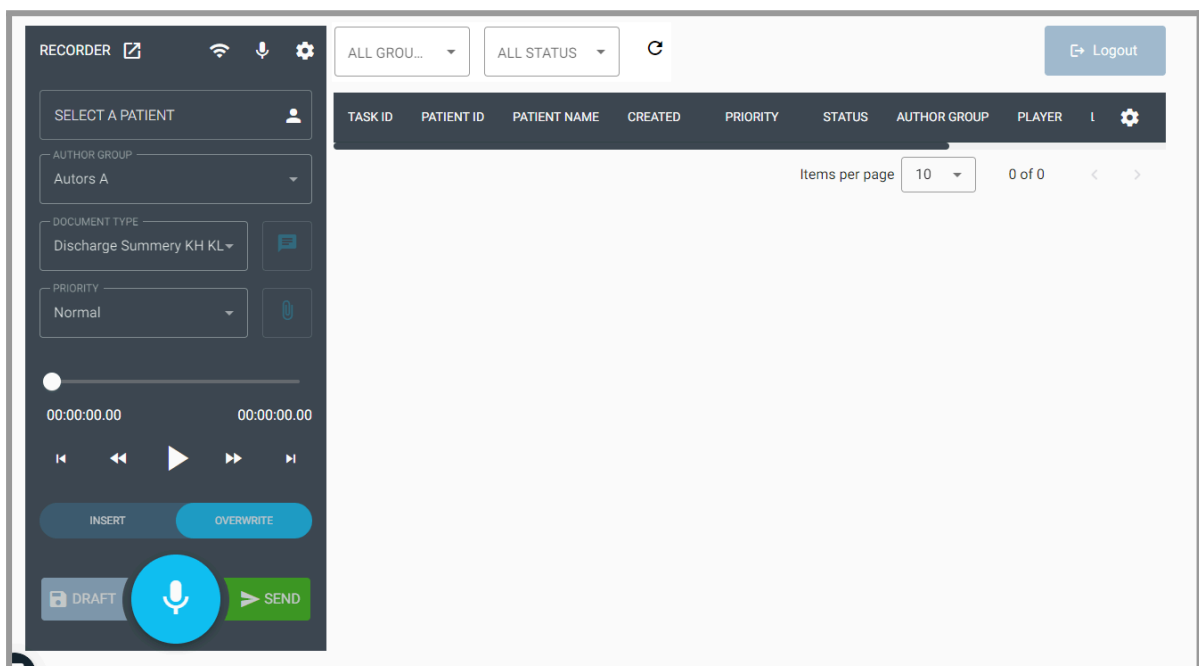 RECORDER
ALL GROU...
ALL STATUS
Logout
SELECT A PATIENT
TASK ID PATIENT ID PATIENT NAME CREATED PRIORITY STATUS AUTHOR GROUP PLAYER
AUTHOR GROUP
Autors A
Items per page 10 0 of 0
DOCUMENT TYPE
Discharge Summery KH KL
PRIORITY
Normal
00:00:00.00 00:00:00.00
INSERT OVERWRITE
DRAFT SEND